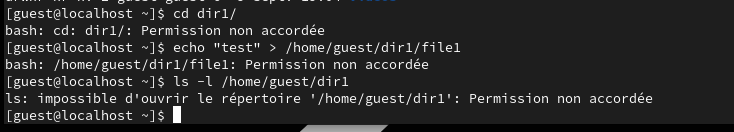 [guest@localhost ~]$ cd dir1/
bash: cd: dir1/: Permission non accordée
[guest@localhost ~]$ echo "test" > /home/guest/dir1/file1
bash: /home/guest/dir1/file1: Permission non accordée
[guest@localhost ~]$ ls -l /home/guest/dir1
ls: impossible d'ouvrir le répertoire '/home/guest/dir1': Permission non accordée
[guest@localhost ~]$